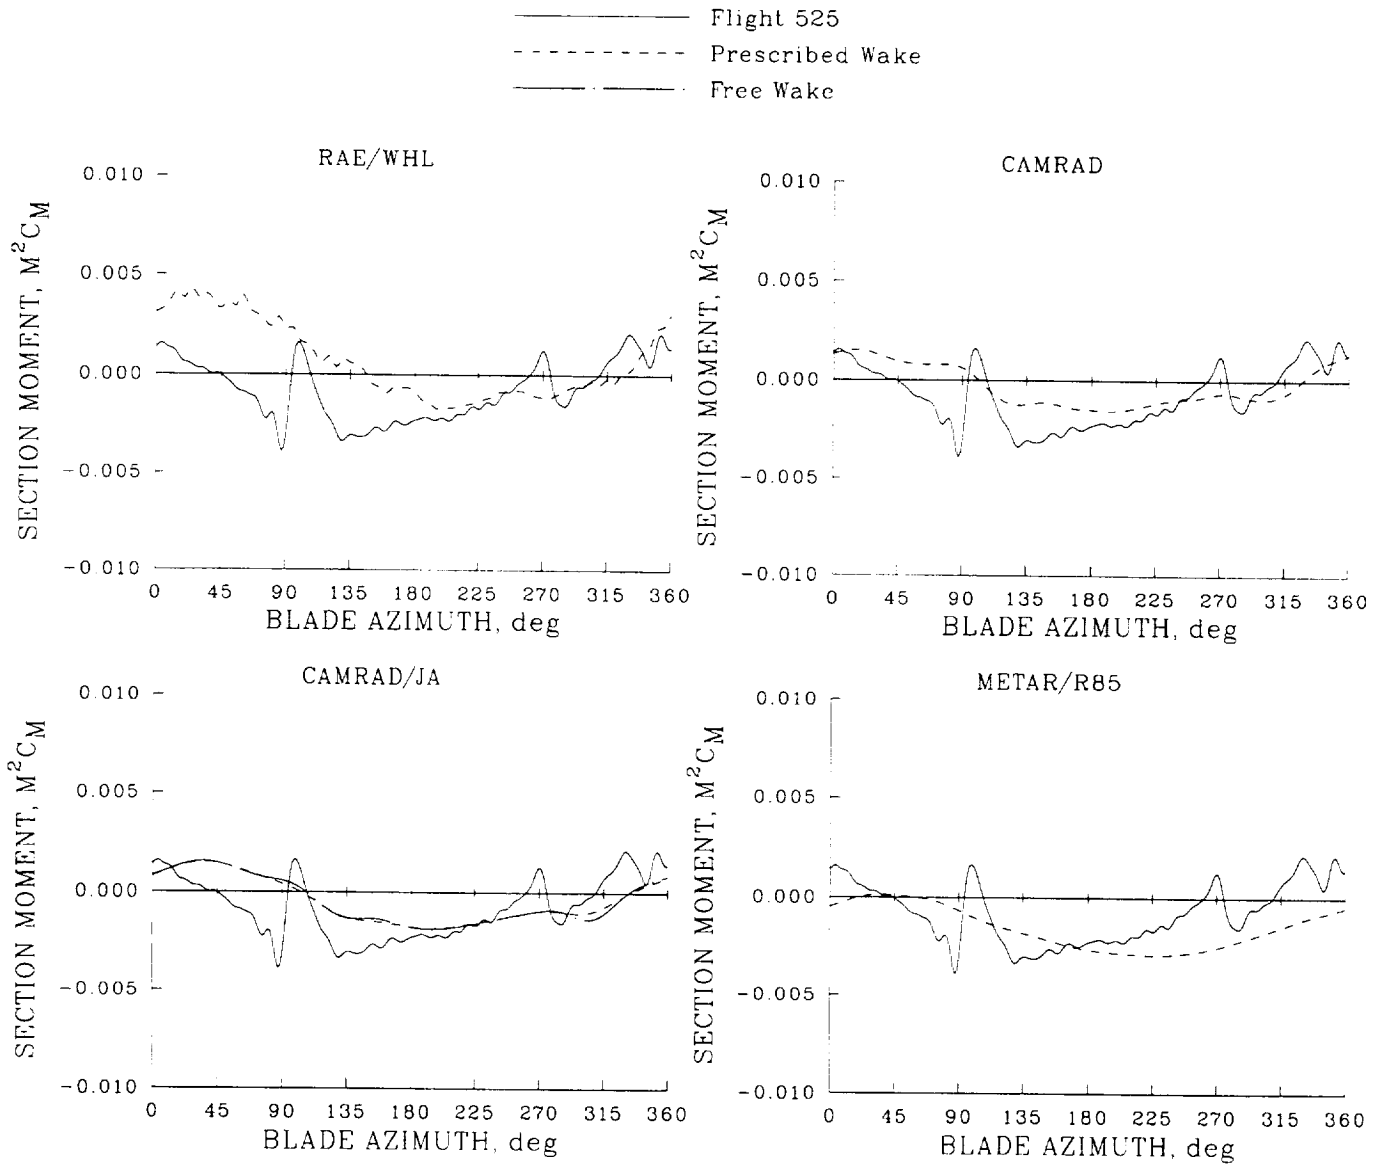 Flight 525
Prescribed Wake
Free Wake
RAE/WHL
0.010
0.005
0.000
-0.005
-0.010
SECTION MOMENT, M²CM
0 45 90 135 180 225 270 315 360
BLADE AZIMUTH, deg
CAMRAD
0.010
0.005
0.000
-0.005
-0.010
SECTION MOMENT, M²CM
0 45 90 135 180 225 270 315 360
BLADE AZIMUTH, deg
CAMRAD/JA
0.010
0.005
0.000
-0.005
-0.010
SECTION MOMENT, M²CM
0 45 90 135 180 225 270 315 360
BLADE AZIMUTH, deg
METAR/R85
0.010
0.005
0.000
-0.005
-0.010
SECTION MOMENT, M²CM
0 45 90 135 180 225 270 315 360
BLADE AZIMUTH, deg